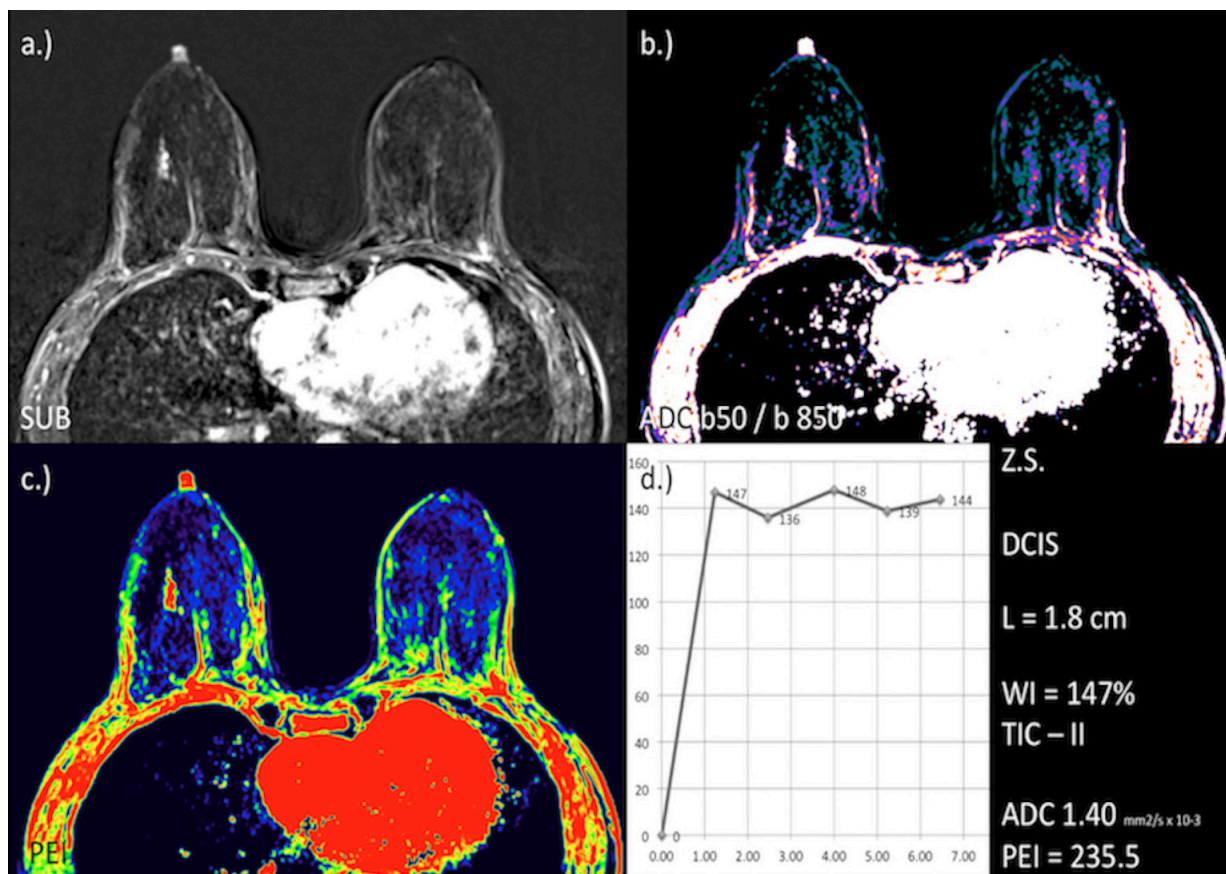 a.)
SUB
b.)
ADC b50 / b 850
c.)
PEI
d.)
160
140
120
100
80
60
40
20
0
0
147
136
148
139
144
0.00 1.00 2.00 3.00 4.00 5.00 6.00 7.00
Z.S.
DCIS
L = 1.8 cm
WI = 147%
TIC – II
ADC 1.40 mm2/s x 10-3
PEI = 235.5